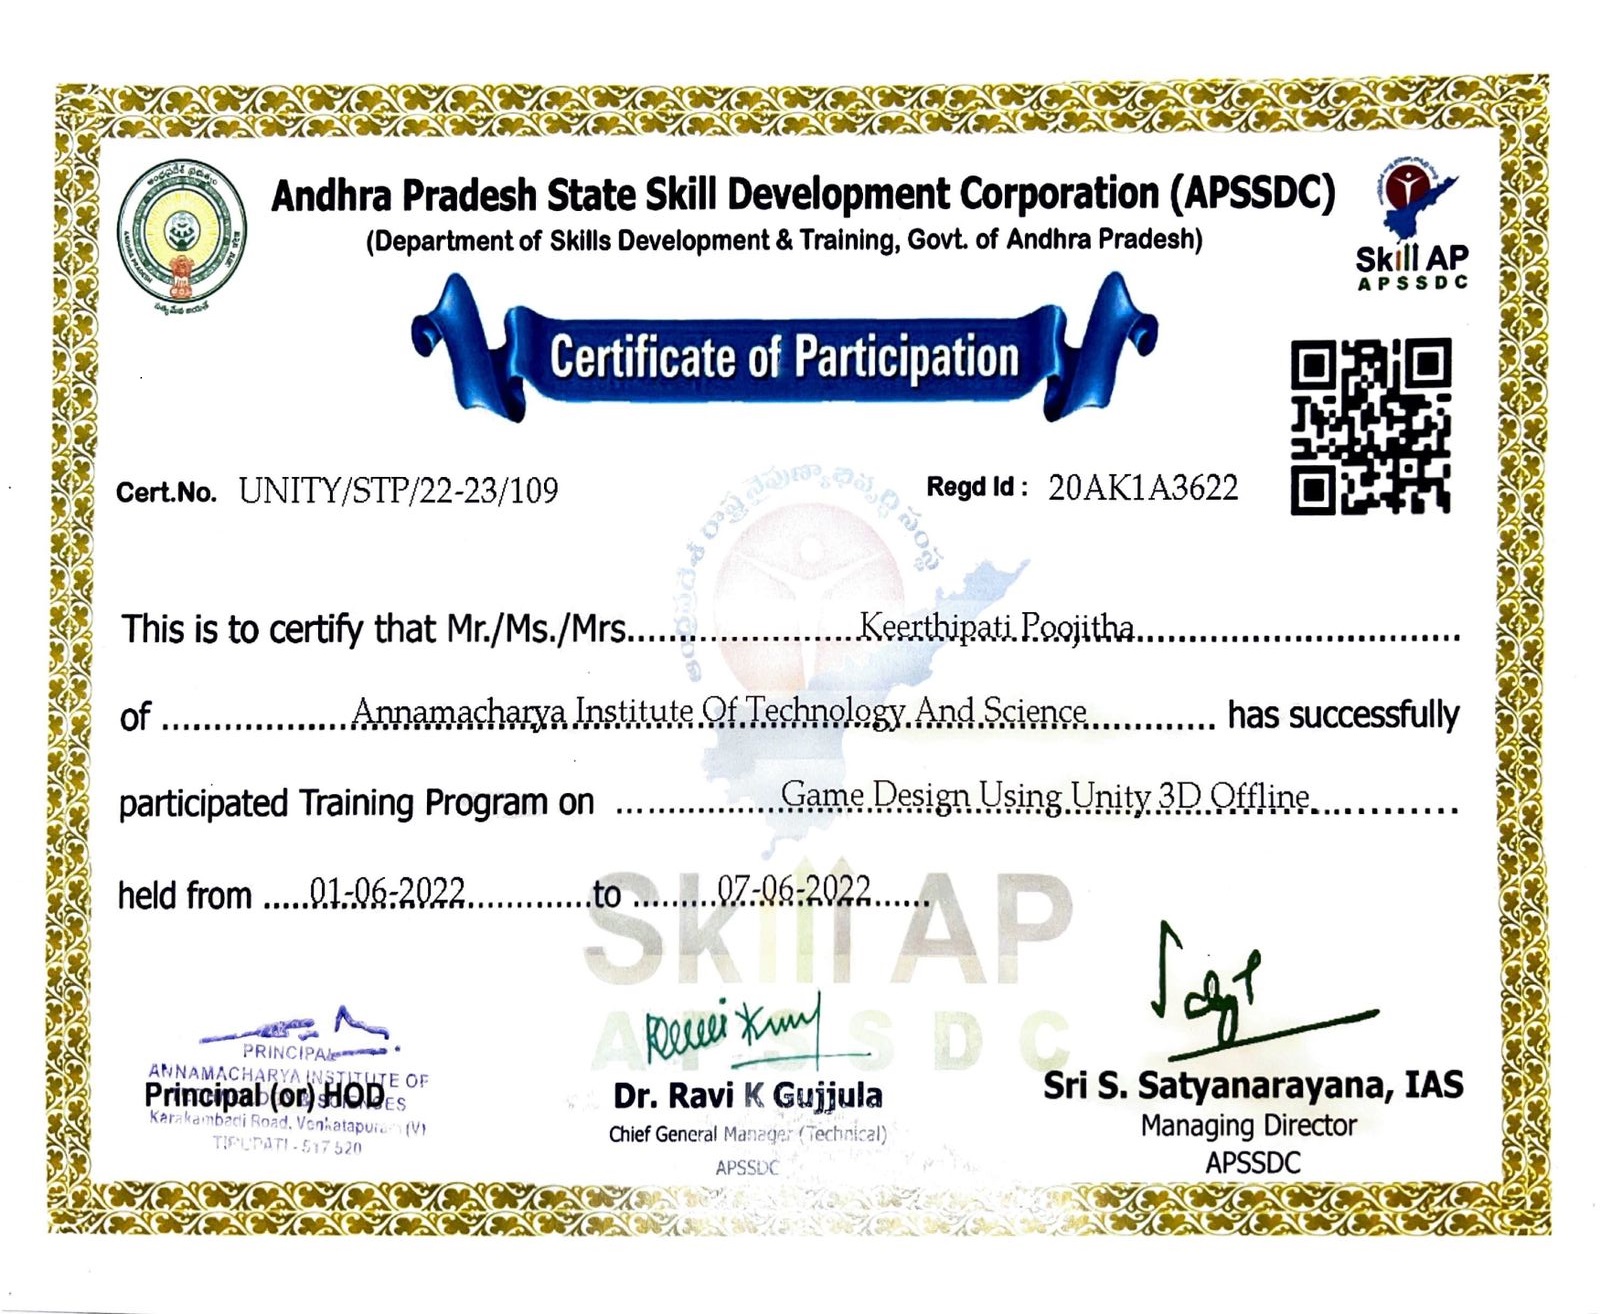 Andhra Pradesh State Skill Development Corporation (APSSDC)
(Department of Skills Development & Training, Govt. of Andhra Pradesh)
Skill AP
APSSDC
Certificate of Participation
Cert.No. UNITY/STP/22-23/109
Regd Id : 20AK1A3622
This is to certify that Mr./Ms./Mrs......................Keerthipati Poojitha................................
of ...................Annamacharya Institute Of Technology And Science............. has successfully
participated Training Program on ................Game Design Using Unity 3D Offline...............
held from .....01-06-2022.............to .........07-06-2022......
Skill AP
APSSDC
PRINCIPAL
ANNAMACHARYA INSTITUTE OF
Principal (or) HOD
Karakambadi Road, Venkatapuram (V)
TIRUPATI - 517 520
Dr. Ravi K Gujjula
Chief General Manager (Technical)
APSSDC
Sri S. Satyanarayana, IAS
Managing Director
APSSDC